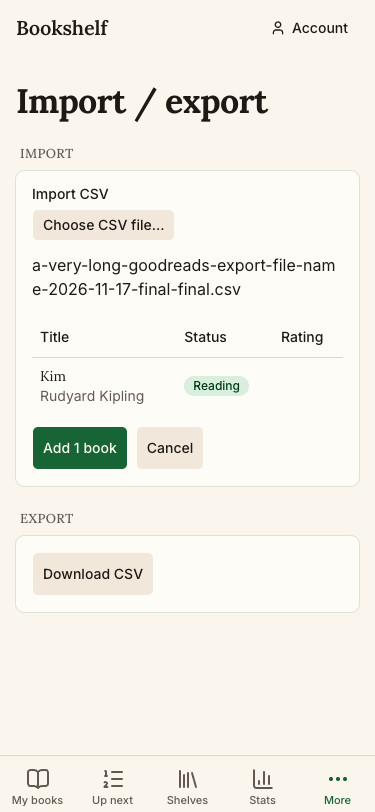 Bookshelf
Account
Import / export
IMPORT
Import CSV
Choose CSV file...
a-very-long-goodreads-export-file-nam
e-2026-11-17-final-final.csv
Title Status Rating
Kim
Rudyard Kipling
Reading
Add 1 book Cancel
EXPORT
Download CSV
My books Up next Shelves Stats More